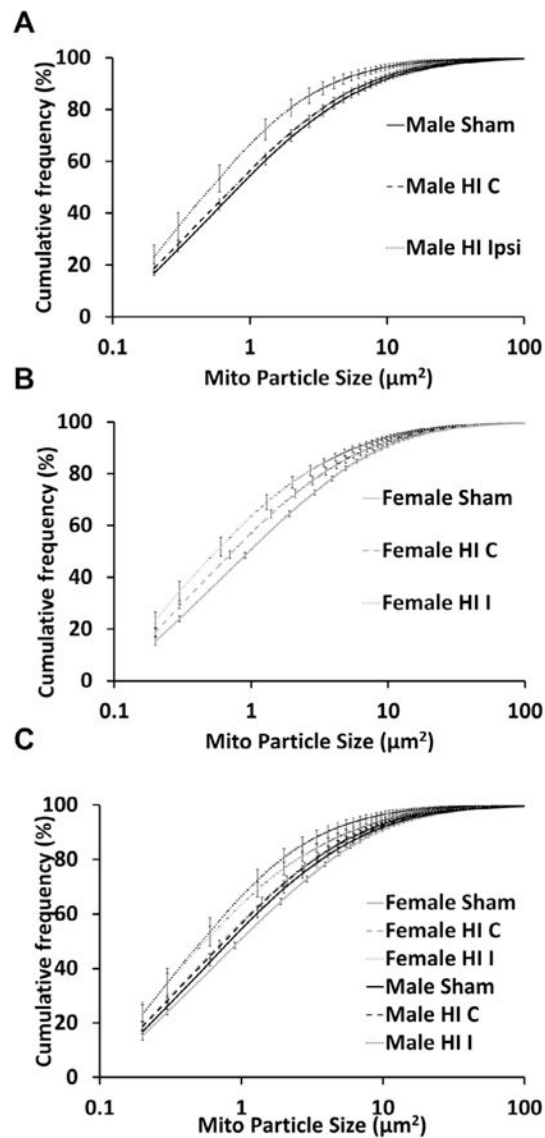 A
100
80
60
40
20
0
Cumulative frequency (%)
Male Sham
Male HI C
Male HI Ipsi
0.1 1 10 100
Mito Particle Size (µm²)
B
100
80
60
40
20
0
Cumulative frequency (%)
Female Sham
Female HI C
Female HI I
0.1 1 10 100
Mito Particle Size (µm²)
C
100
80
60
40
20
0
Cumulative frequency (%)
Female Sham
Female HI C
Female HI I
Male Sham
Male HI C
Male HI I
0.1 1 10 100
Mito Particle Size (µm²)